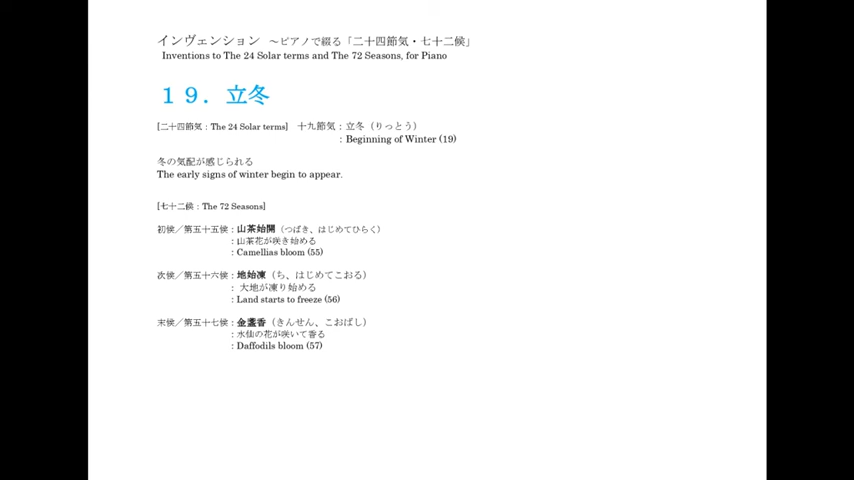 インヴェンション ～ピアノで綴る「二十四節気・七十二候」
Inventions to The 24 Solar terms and The 72 Seasons, for Piano
１９．立冬
[二十四節気：The 24 Solar terms] 十九節気：立冬（りっとう）
：Beginning of Winter (19)
冬の気配が感じられる
The early signs of winter begin to appear.
[七十二候：The 72 Seasons]
初候／第五十五候：山茶始開（つばき、はじめてひらく）
：山茶花が咲き始める
：Camellias bloom (55)
次候／第五十六候：地始凍（ち、はじめてこおる）
： 大地が凍り始める
：Land starts to freeze (56)
末候／第五十七候：金盞香（きんせん、こおばし）
：水仙の花が咲いて香る
：Daffodils bloom (57)